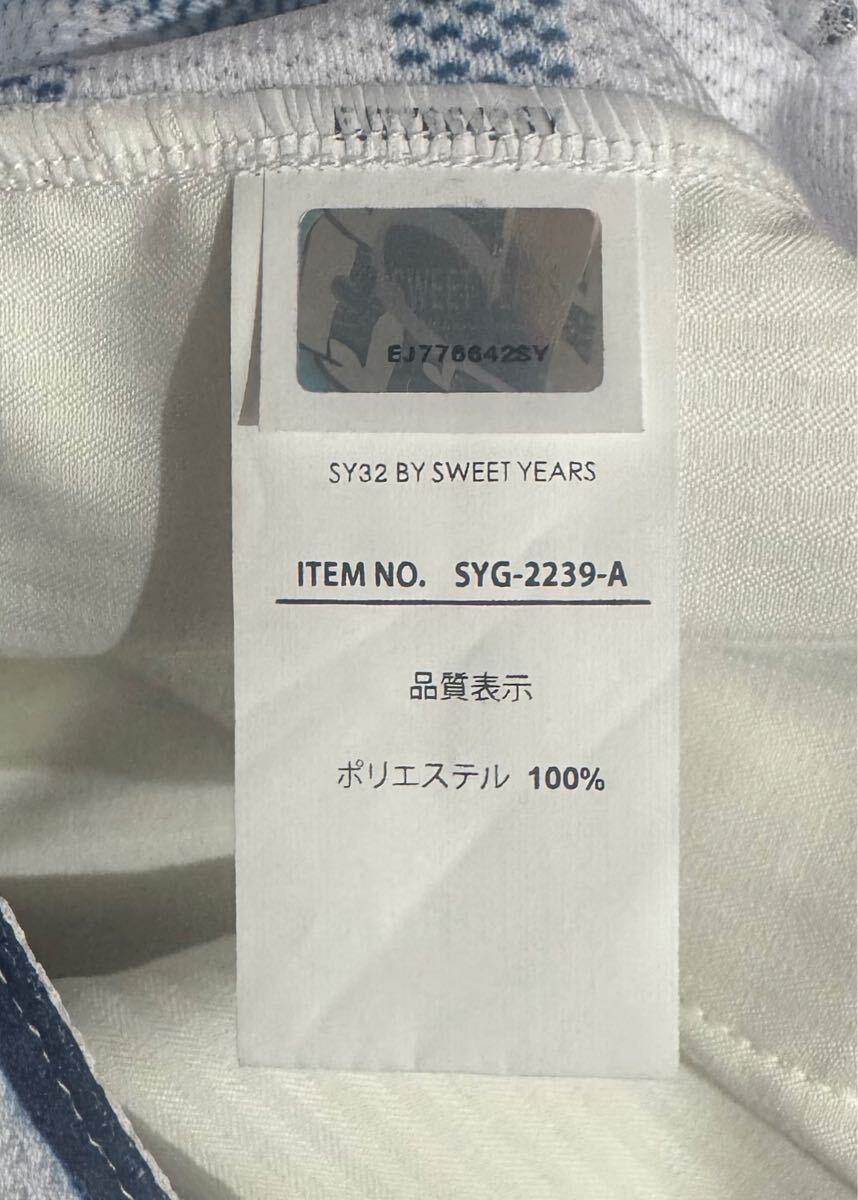 EJ776642SY
SY32 BY SWEET YEARS
ITEM NO. SYG-2239-A
品質表示
ポリエステル 100%